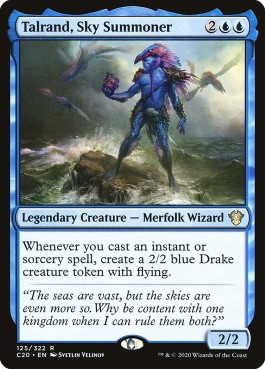 Talrand, Sky Summoner 2
Legendary Creature — Merfolk Wizard
Whenever you cast an instant or
sorcery spell, create a 2/2 blue Drake
creature token with flying.
"The seas are vast, but the skies are
even more so. Why be content with one
kingdom when I can rule them both?"
2/2
125/322 R
C20 • EN Svetlin Velinov
™ & © 2020 Wizards of the Coast